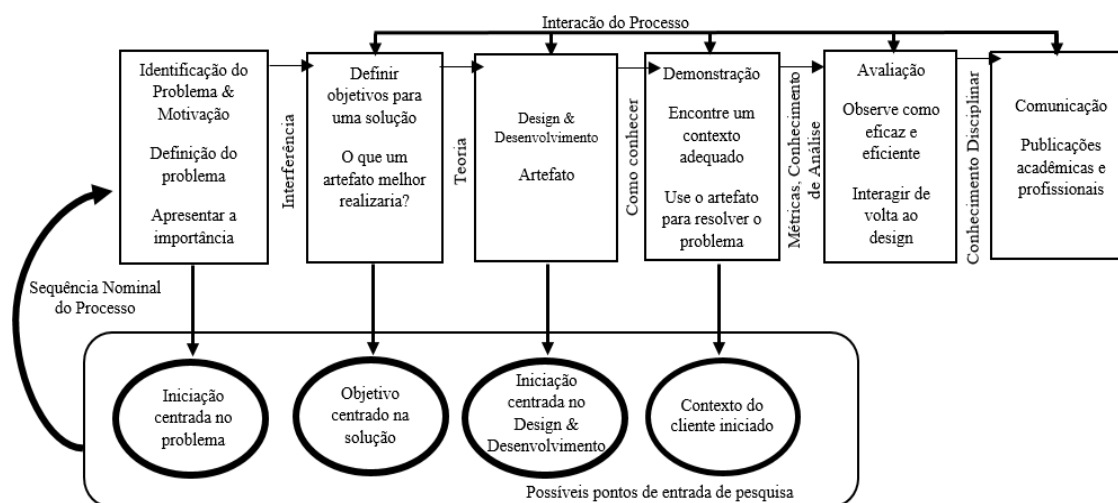 Interacão do Processo
Identificação do
Problema &
Motivação
Definição do
problema
Apresentar a
importância
Interferência
Definir
objetivos para
uma solução
O que um
artefato melhor
realizaria?
Teoria
Design &
Desenvolvimento
Artefato
Como conhecer
Demonstração
Encontre um
contexto
adequado
Use o artefato
para resolver o
problema
Métricas, Conhecimento
de Análise
Avaliação
Observe como
eficaz e
eficiente
Interagir de
volta ao
design
Conhecimento Disciplinar
Comunicação
Publicações
acadêmicas e
profissionais
Sequência Nominal
do Processo
Iniciação
centrada no
problema
Objetivo
centrado na
solução
Iniciação
centrada no
Design &
Desenvolvimento
Contexto do
cliente iniciado
Possíveis pontos de entrada de pesquisa